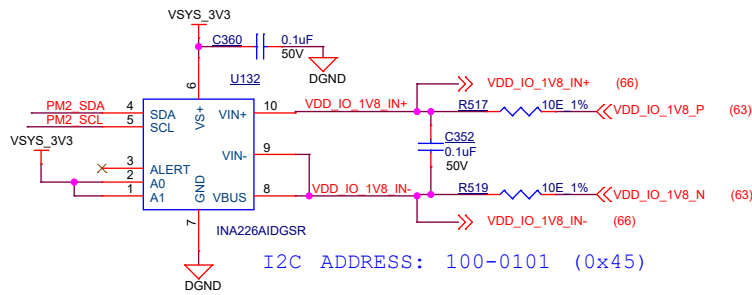 VSYS_3V3
C360
0.1uF
50V
DGND
U132
6
VDD_IO_1V8_IN+ (66)
PM2_SDA 4 SDA VS+ VIN+ 10 VDD_IO_1V8_IN+ R517 10E_1% VDD_IO_1V8_P (63)
PM2_SCL 5 SCL
VSYS_3V3
C352
0.1uF
50V
VIN- 9
3 ALERT
2 A0
1 A1 GND VBUS 8 VDD_IO_1V8_IN- R519 10E_1% VDD_IO_1V8_N (63)
7
INA226AIDGSR
VDD_IO_1V8_IN- (66)
I2C ADDRESS: 100-0101 (0x45)
DGND